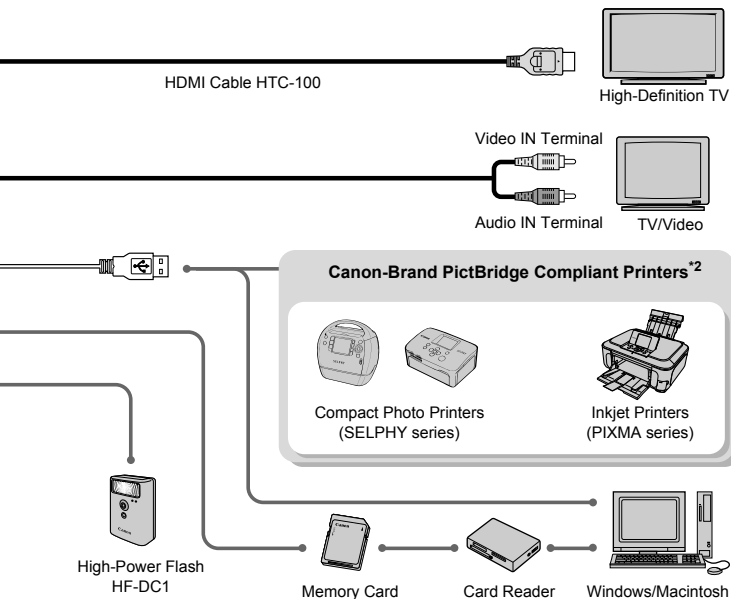 HDMI Cable HTC-100
High-Definition TV
Video IN Terminal
Audio IN Terminal
TV/Video
Canon-Brand PictBridge Compliant Printers*2
Compact Photo Printers
(SELPHY series)
Inkjet Printers
(PIXMA series)
Canon
High-Power Flash
HF-DC1
Canon
Memory Card
Card Reader
Windows/Macintosh